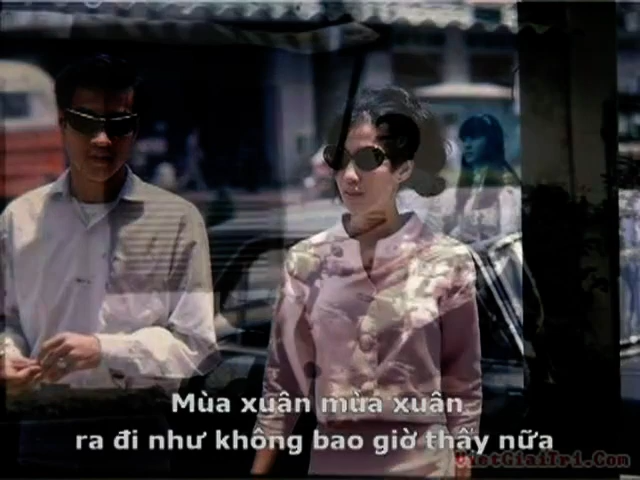 Mùa xuân mùa xuân
ra đi như không bao giờ thấy nữa
VietGiaiTri.Com